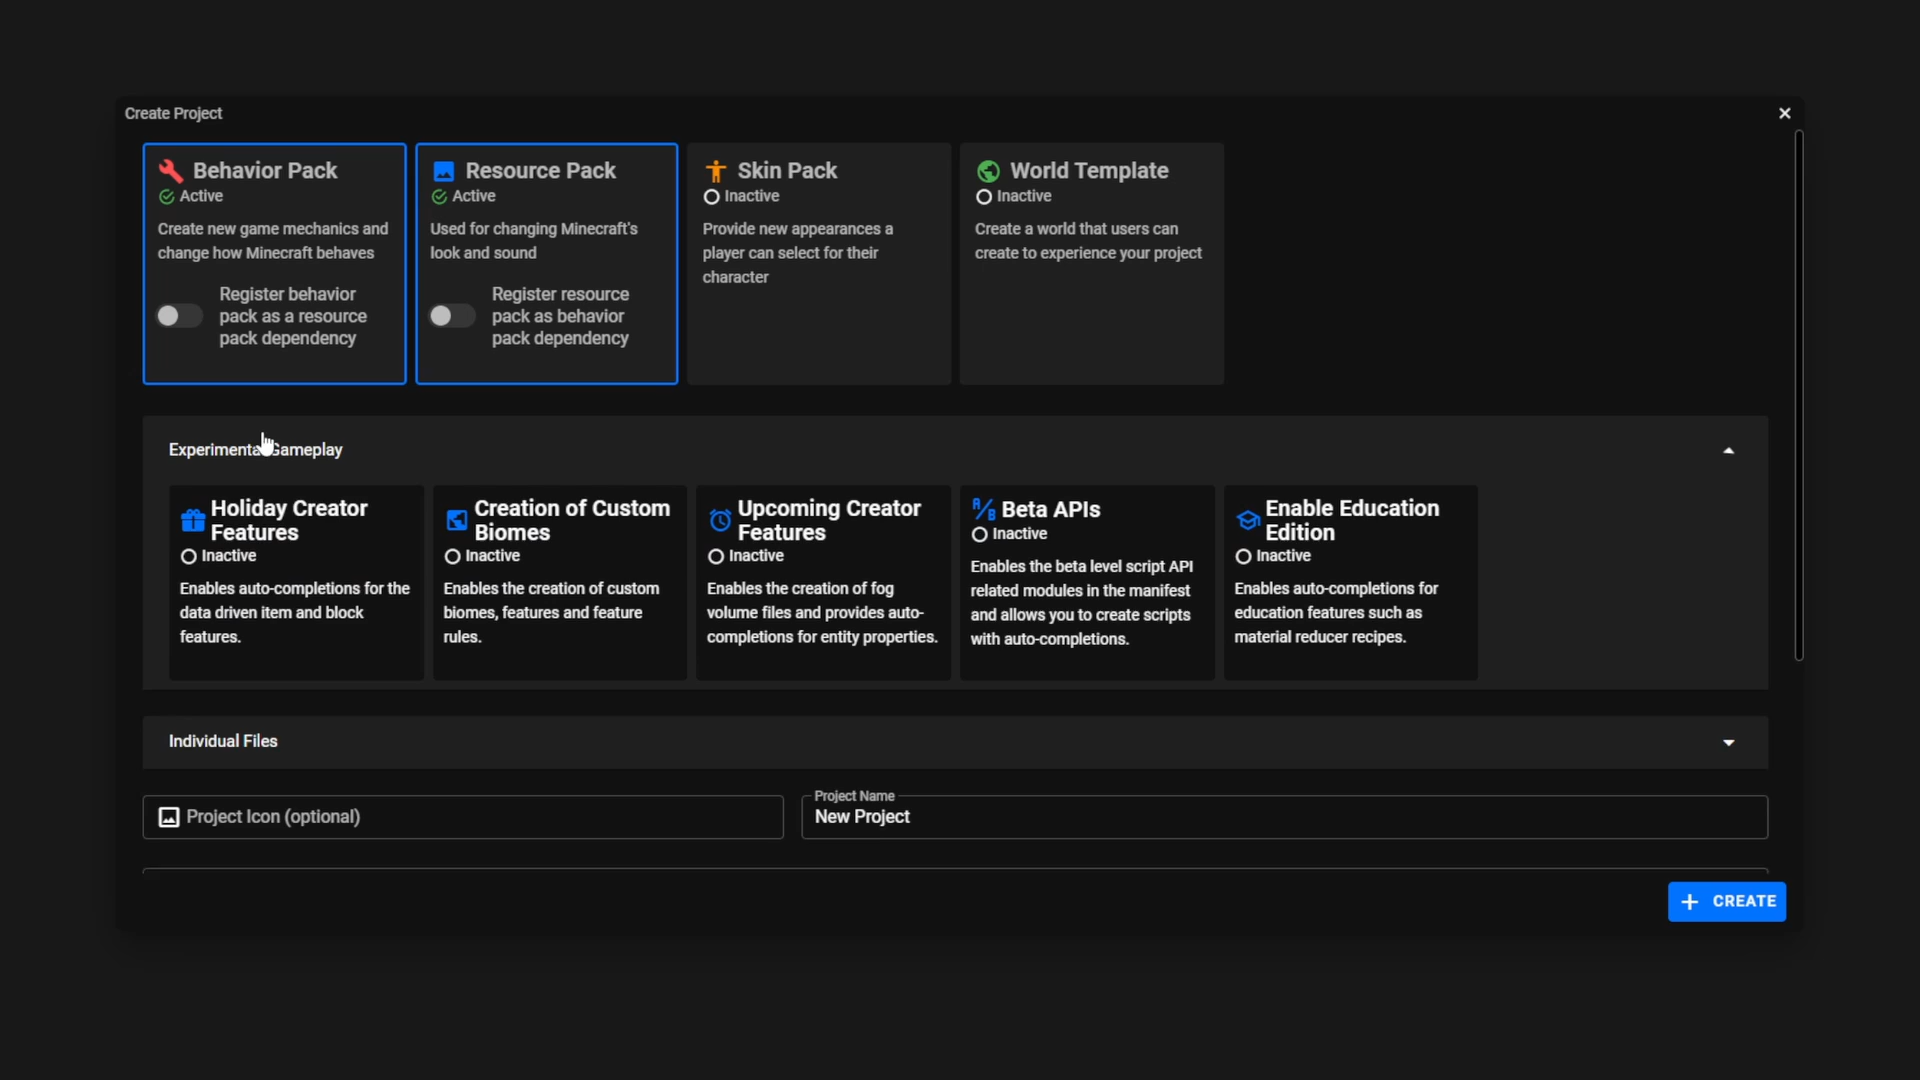 Create Project
Behavior Pack
Active
Create new game mechanics and
change how Minecraft behaves
Register behavior
pack as a resource
pack dependency
Resource Pack
Active
Used for changing Minecraft's
look and sound
Register resource
pack as behavior
pack dependency
Skin Pack
Inactive
Provide new appearances a
player can select for their
character
World Template
Inactive
Create a world that users can
create to experience your project
Experimental Gameplay
Holiday Creator
Features
Inactive
Enables auto-completions for the
data driven item and block
features.
Creation of Custom
Biomes
Inactive
Enables the creation of custom
biomes, features and feature
rules.
Upcoming Creator
Features
Inactive
Enables the creation of fog
volume files and provides auto-
completions for entity properties.
A/B Beta APIs
Inactive
Enables the beta level script API
related modules in the manifest
and allows you to create scripts
with auto-completions.
Enable Education
Edition
Inactive
Enables auto-completions for
education features such as
material reducer recipes.
Individual Files
Project Icon (optional)
Project Name
New Project
CREATE